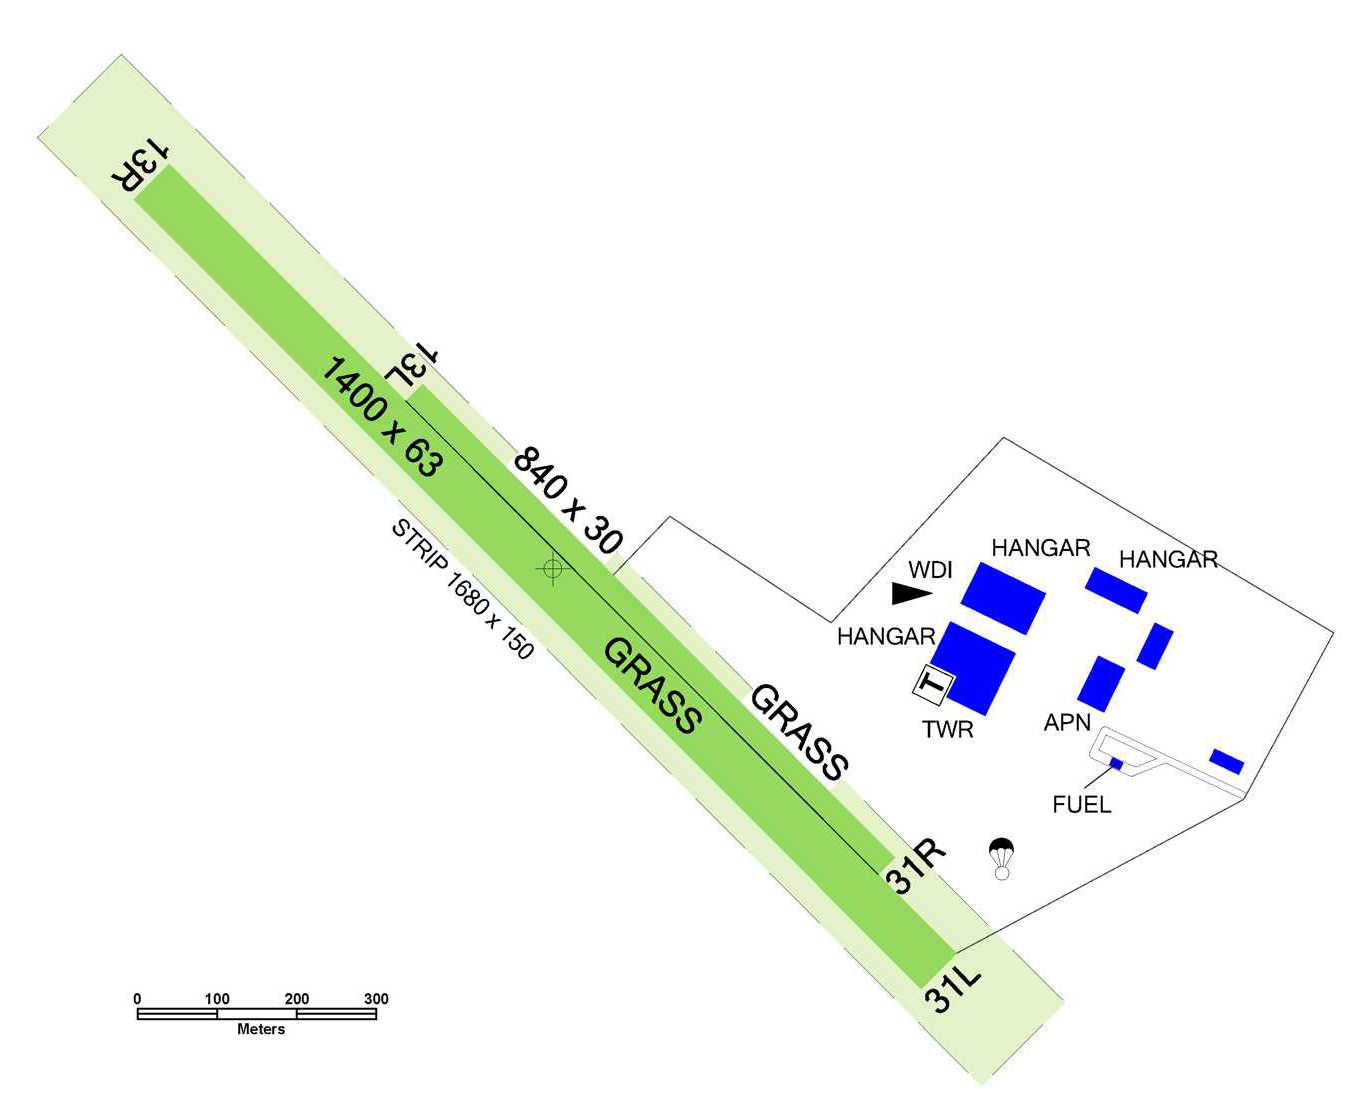 13R
13L
1400 x 63
840 x 30
STRIP 1680 x 150
GRASS
GRASS
HANGAR
HANGAR
WDI
HANGAR
T
TWR
APN
FUEL
31R
31L
0 100 200 300
Meters